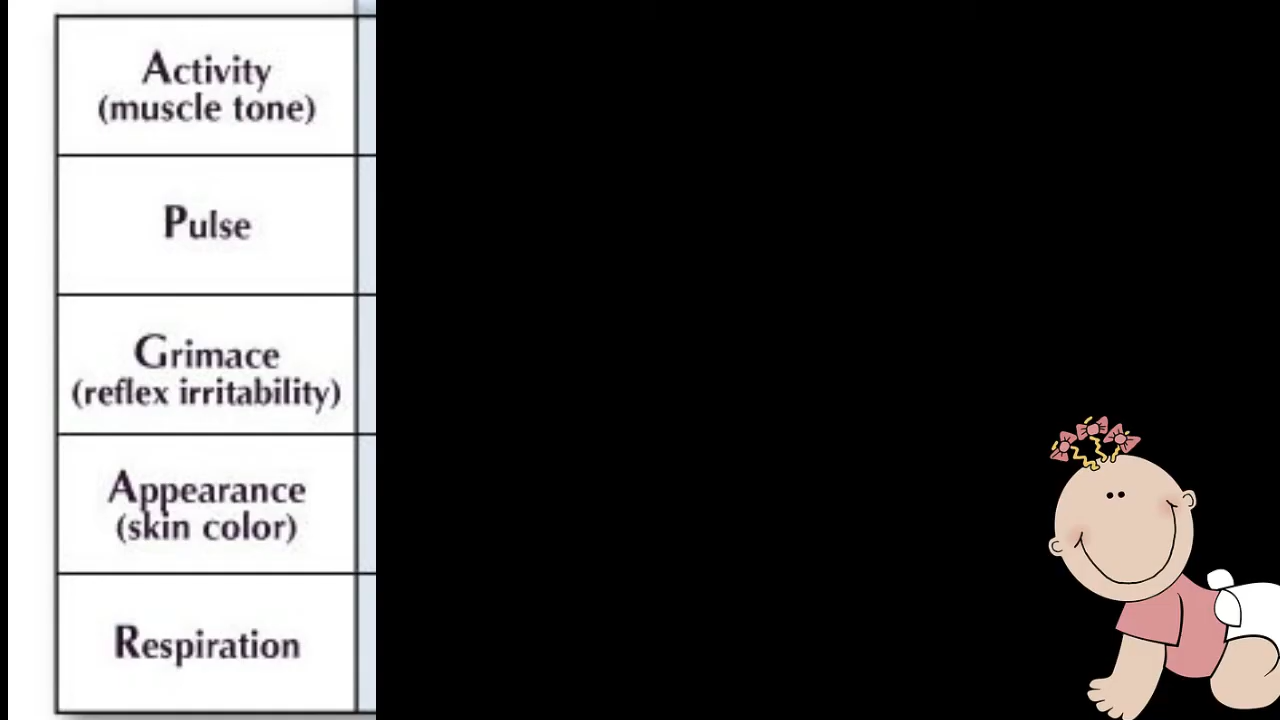 Activity
(muscle tone)
Pulse
Grimace
(reflex irritability)
Appearance
(skin color)
Respiration